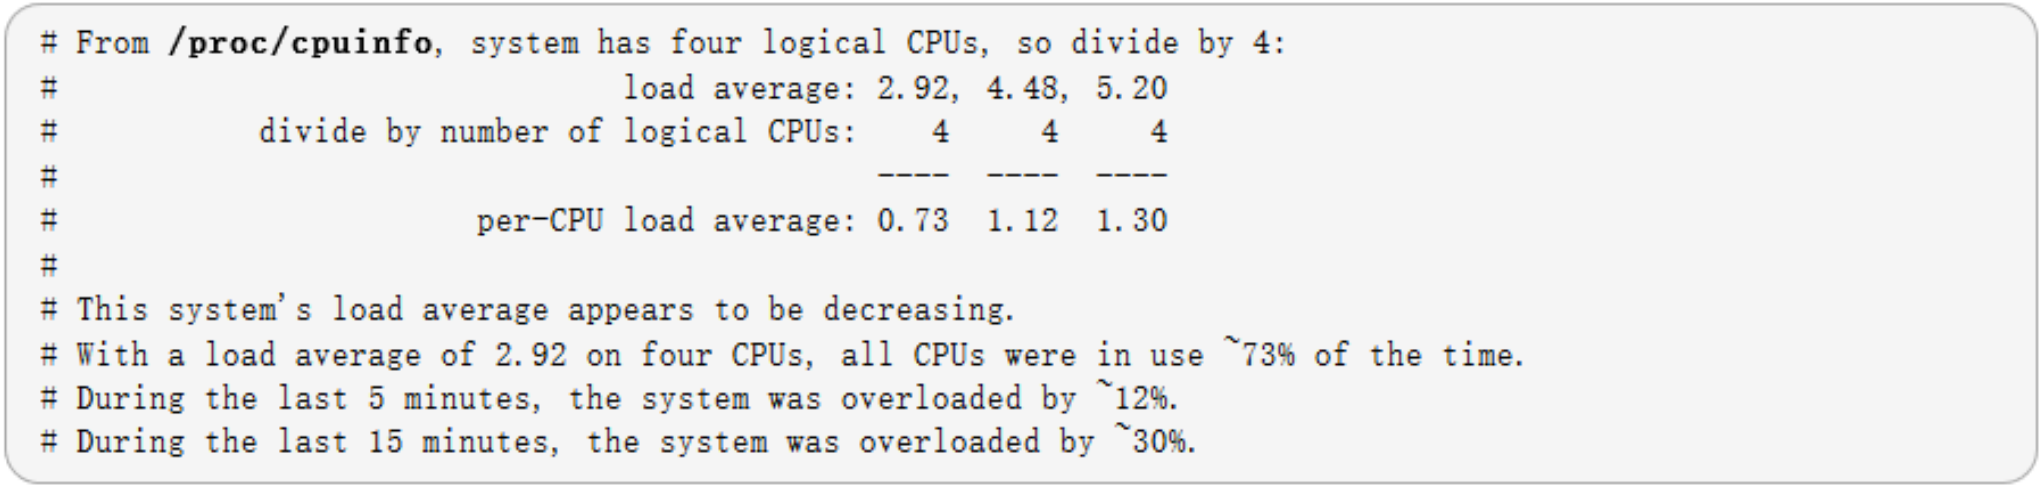 # From /proc/cpuinfo, system has four logical CPUs, so divide by 4:
#                                load average: 2.92, 4.48, 5.20
#           divide by number of logical CPUs:    4     4     4
#                                              ----  ----  ----
#                       per-CPU load average: 0.73  1.12  1.30
#
# This system's load average appears to be decreasing.
# With a load average of 2.92 on four CPUs, all CPUs were in use ~73% of the time.
# During the last 5 minutes, the system was overloaded by ~12%.
# During the last 15 minutes, the system was overloaded by ~30%.